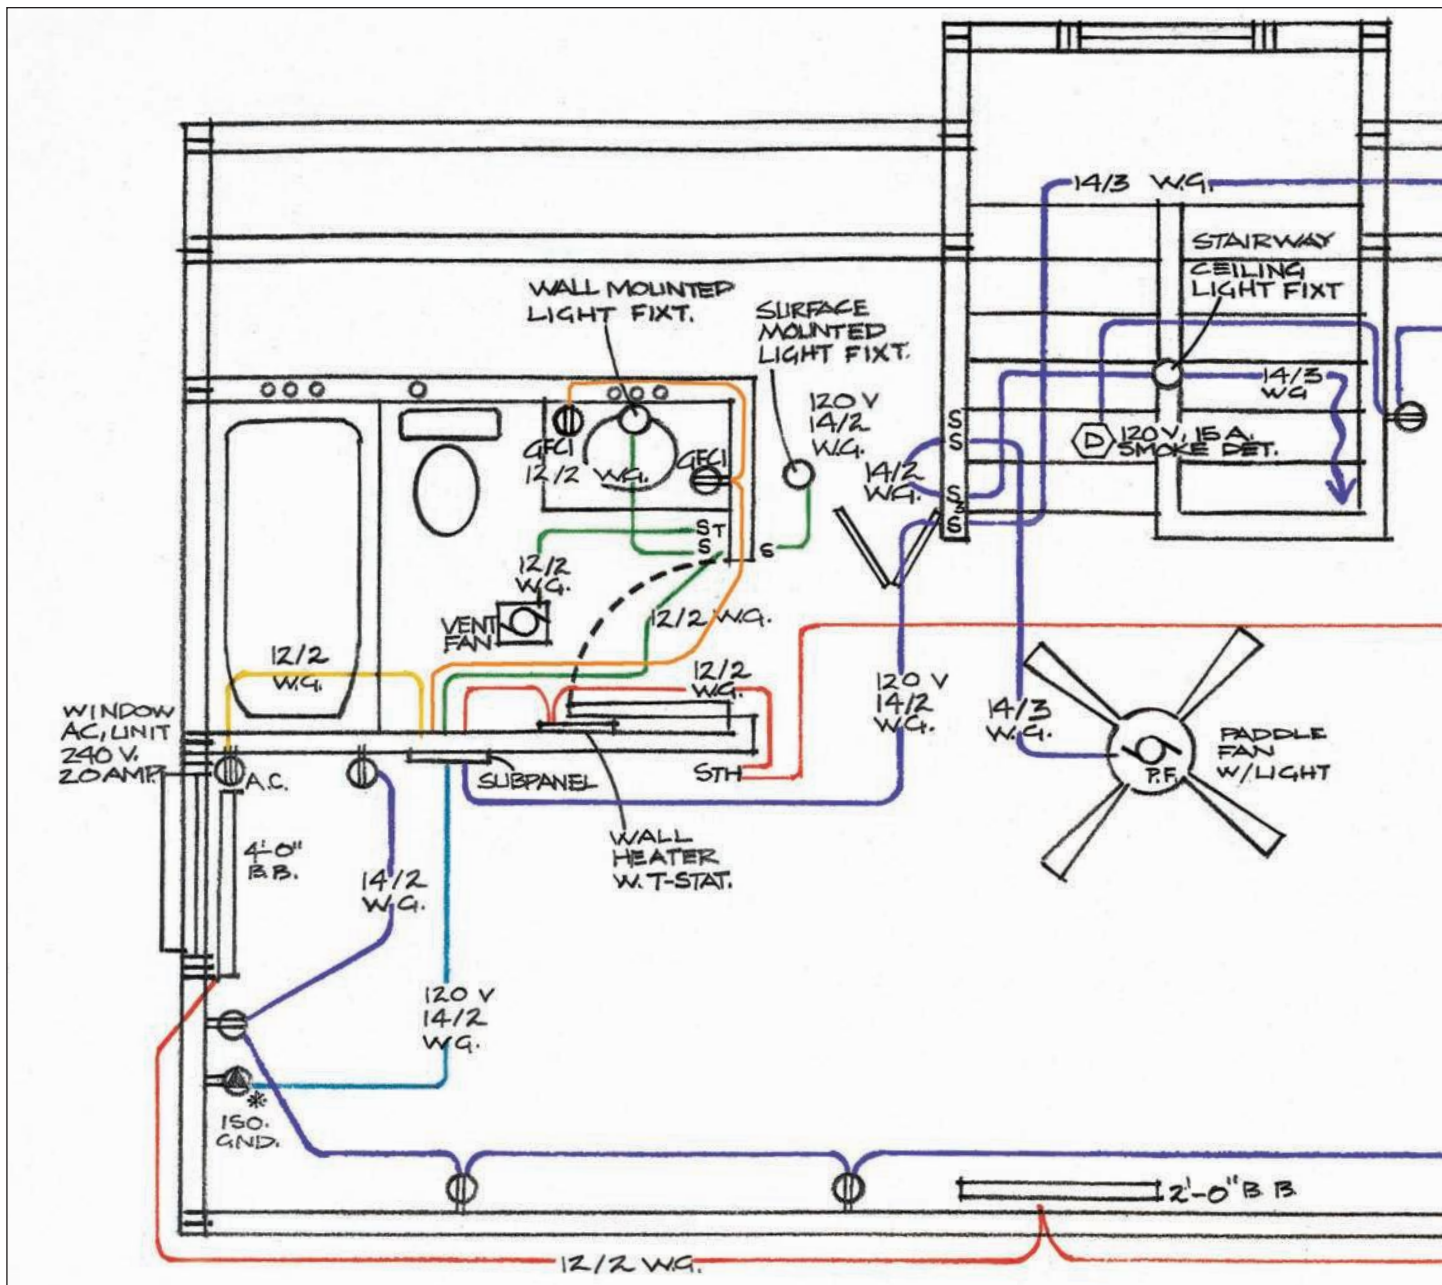 14/3 W.G.
STAIRWAY
CEILING
LIGHT FIXT
WALL MOUNTED
LIGHT FIXT.
SURFACE
MOUNTED
LIGHT FIXT.
14/3
WG
120 V
14/2
W.G.
GFCI
12/2 W.G.
GFCI
S
S
D
120 V, 15 A.
SMOKE DET.
14/2
W.G.
S
3
S
ST
S
S
12/2
W.G.
VENT
FAN
12/2 W.G.
12/2
W.G.
12/2
W.G.
120 V
14/2
W.G.
14/3
W.G.
WINDOW
AC, UNIT
240 V.
20 AMP.
A.C.
SUBPANEL
STH
PADDLE
FAN
W/LIGHT
P.F.
WALL
HEATER
W. T-STAT.
4'-0"
B.B.
14/2
W.G.
120 V
14/2
W.G.
*
ISO.
GND.
2'-0" B.B.
12/2 W.G.